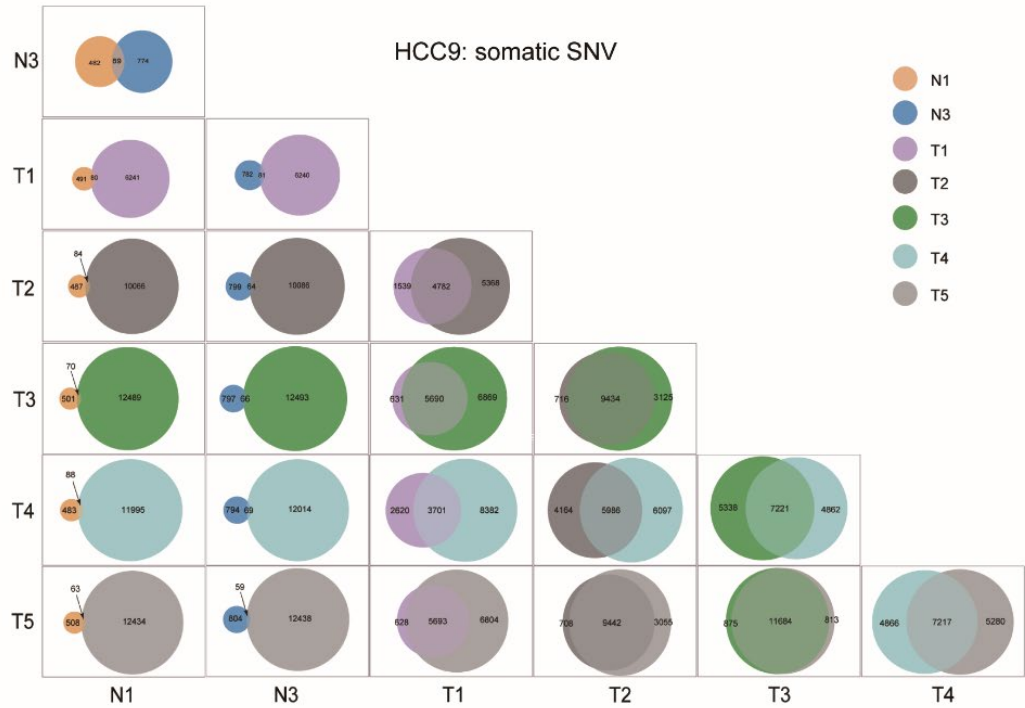 HCC9: somatic SNV
N3
482 89 774
N1
N3
T1
T2
T3
T4
T5
T1
491 80 6241
782 81 6240
T2
84
487 10066
799 64 10086
1539 4782 5368
T3
70
501 12489
797 66 12493
631 5690 6869
716 9434 3125
T4
88
483 11995
794 69 12014
2620 3701 8382
4164 5986 6097
5338 7221 4862
T5
63
508 12434
59
804 12438
628 5693 6804
708 9442 3055
875 11684 813
4866 7217 5280
N1 N3 T1 T2 T3 T4